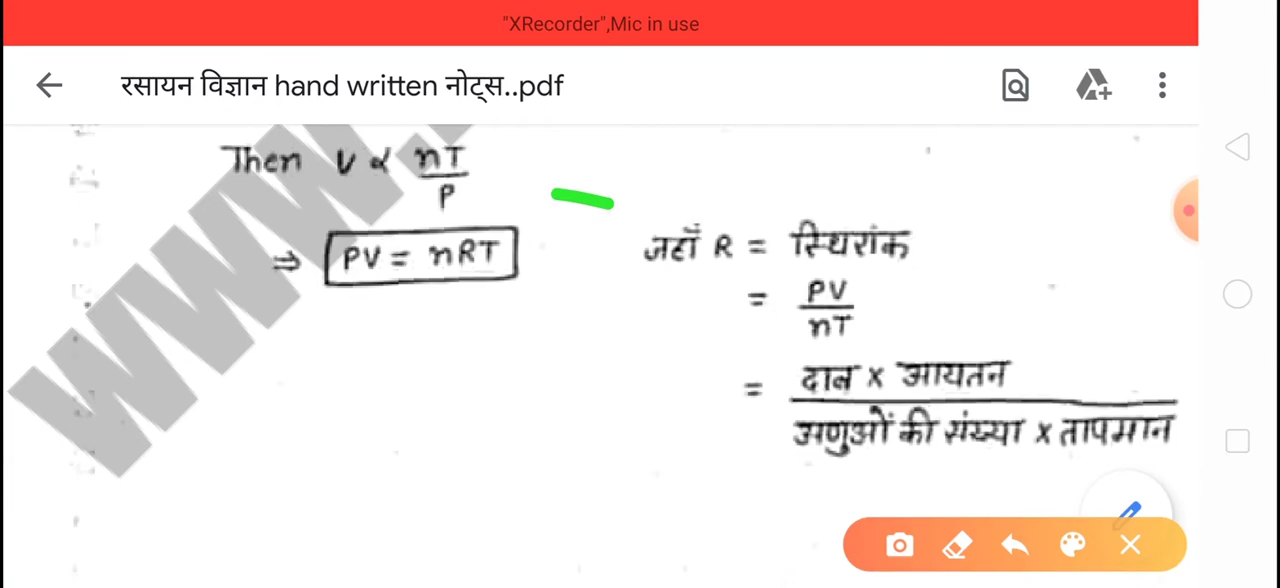 "XRecorder",Mic in use
रसायन विज्ञान hand written नोट्स..pdf
WWW.
Then V ∝ nT/P
⇒ PV = nRT
जहाँ R = स्थिरांक
= PV/nT
= दाब × आयतन / अणुओं की संख्या × तापमान